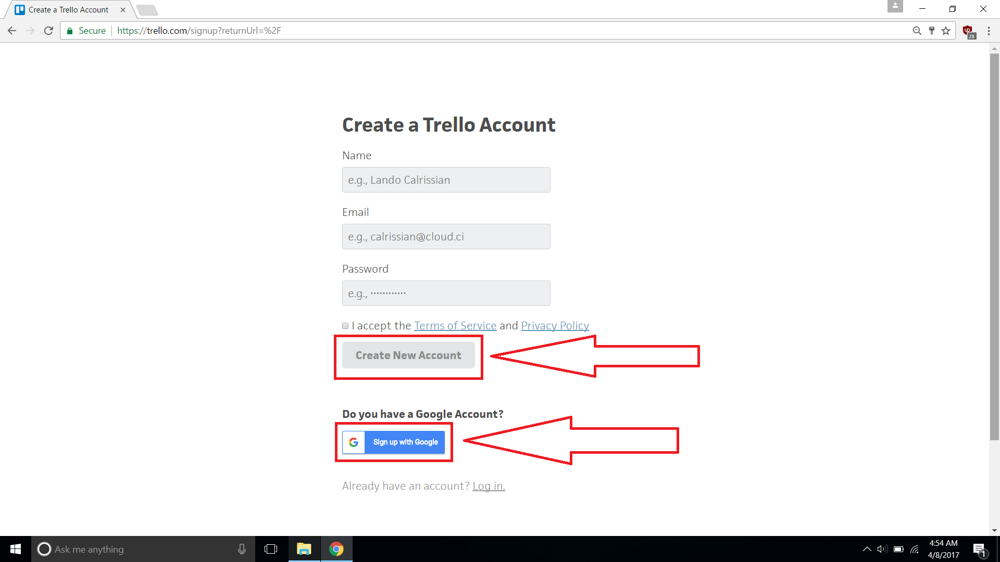 Create a Trello Account
Secure
https://trello.com/signup?returnUrl=%2F
28
Create a Trello Account
Name
e.g., Lando Calrissian
Email
e.g., calrissian@cloud.ci
Password
e.g., ••••••••••••
I accept the Terms of Service and Privacy Policy
Create New Account
Do you have a Google Account?
G Sign up with Google
Already have an account? Log in.
Ask me anything
4:54 AM
4/8/2017
1